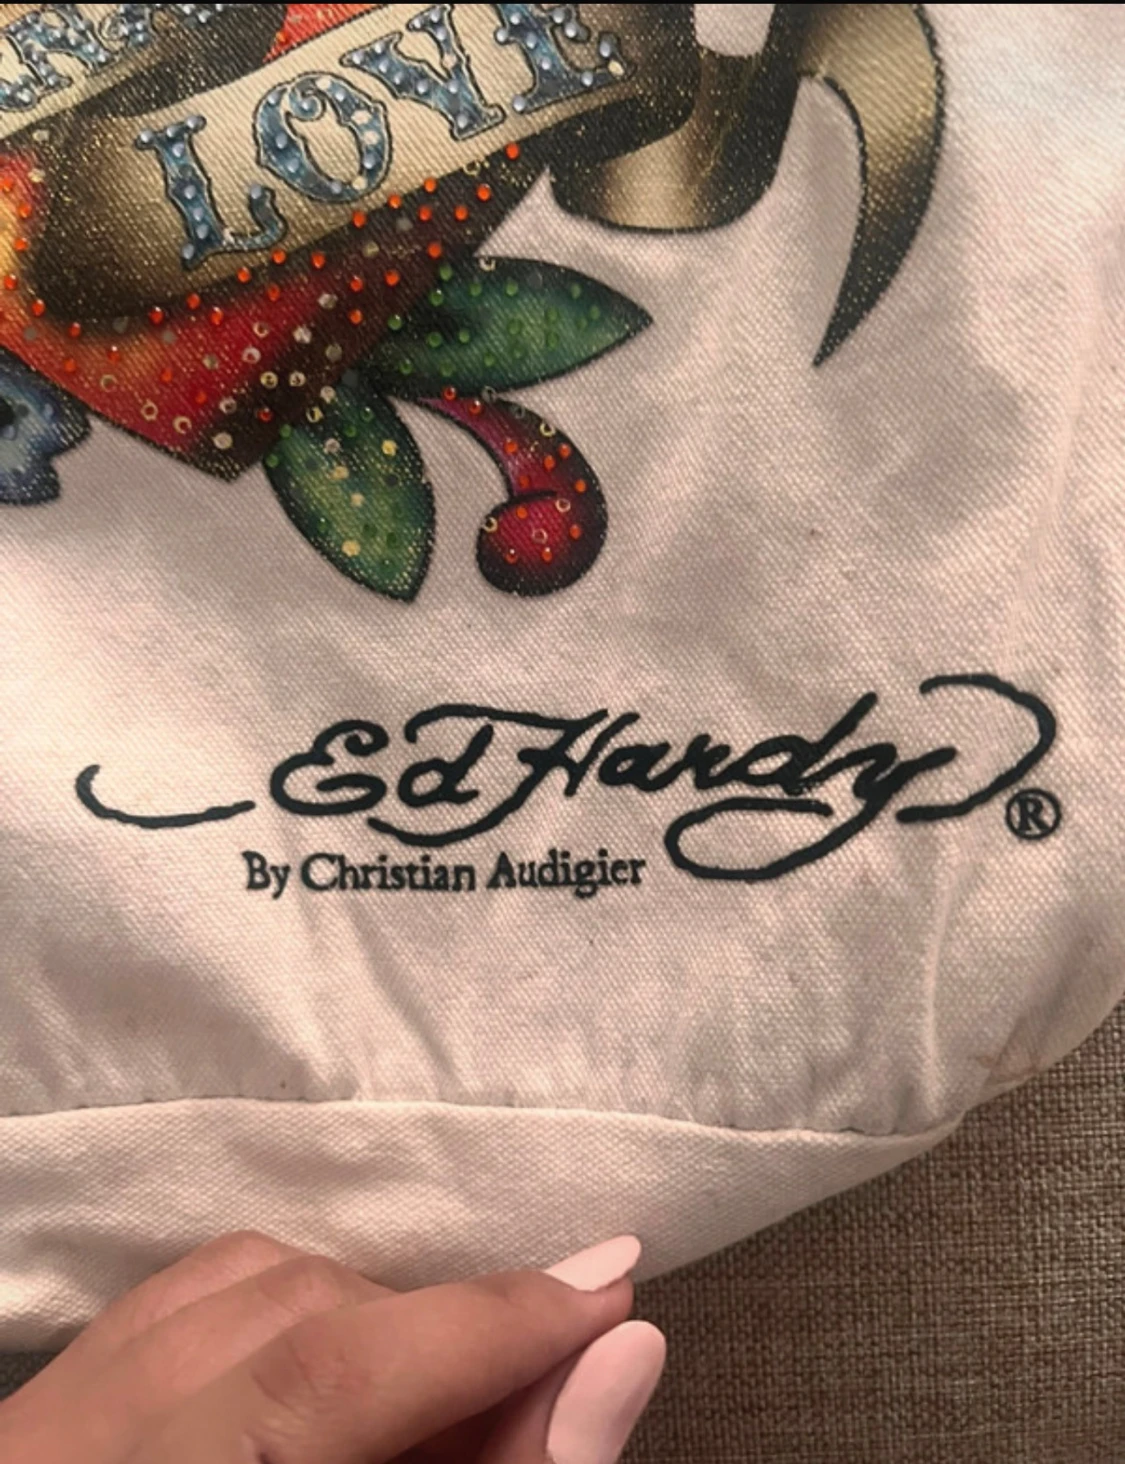 LOVE
Ed Hardy ®
By Christian Audigier